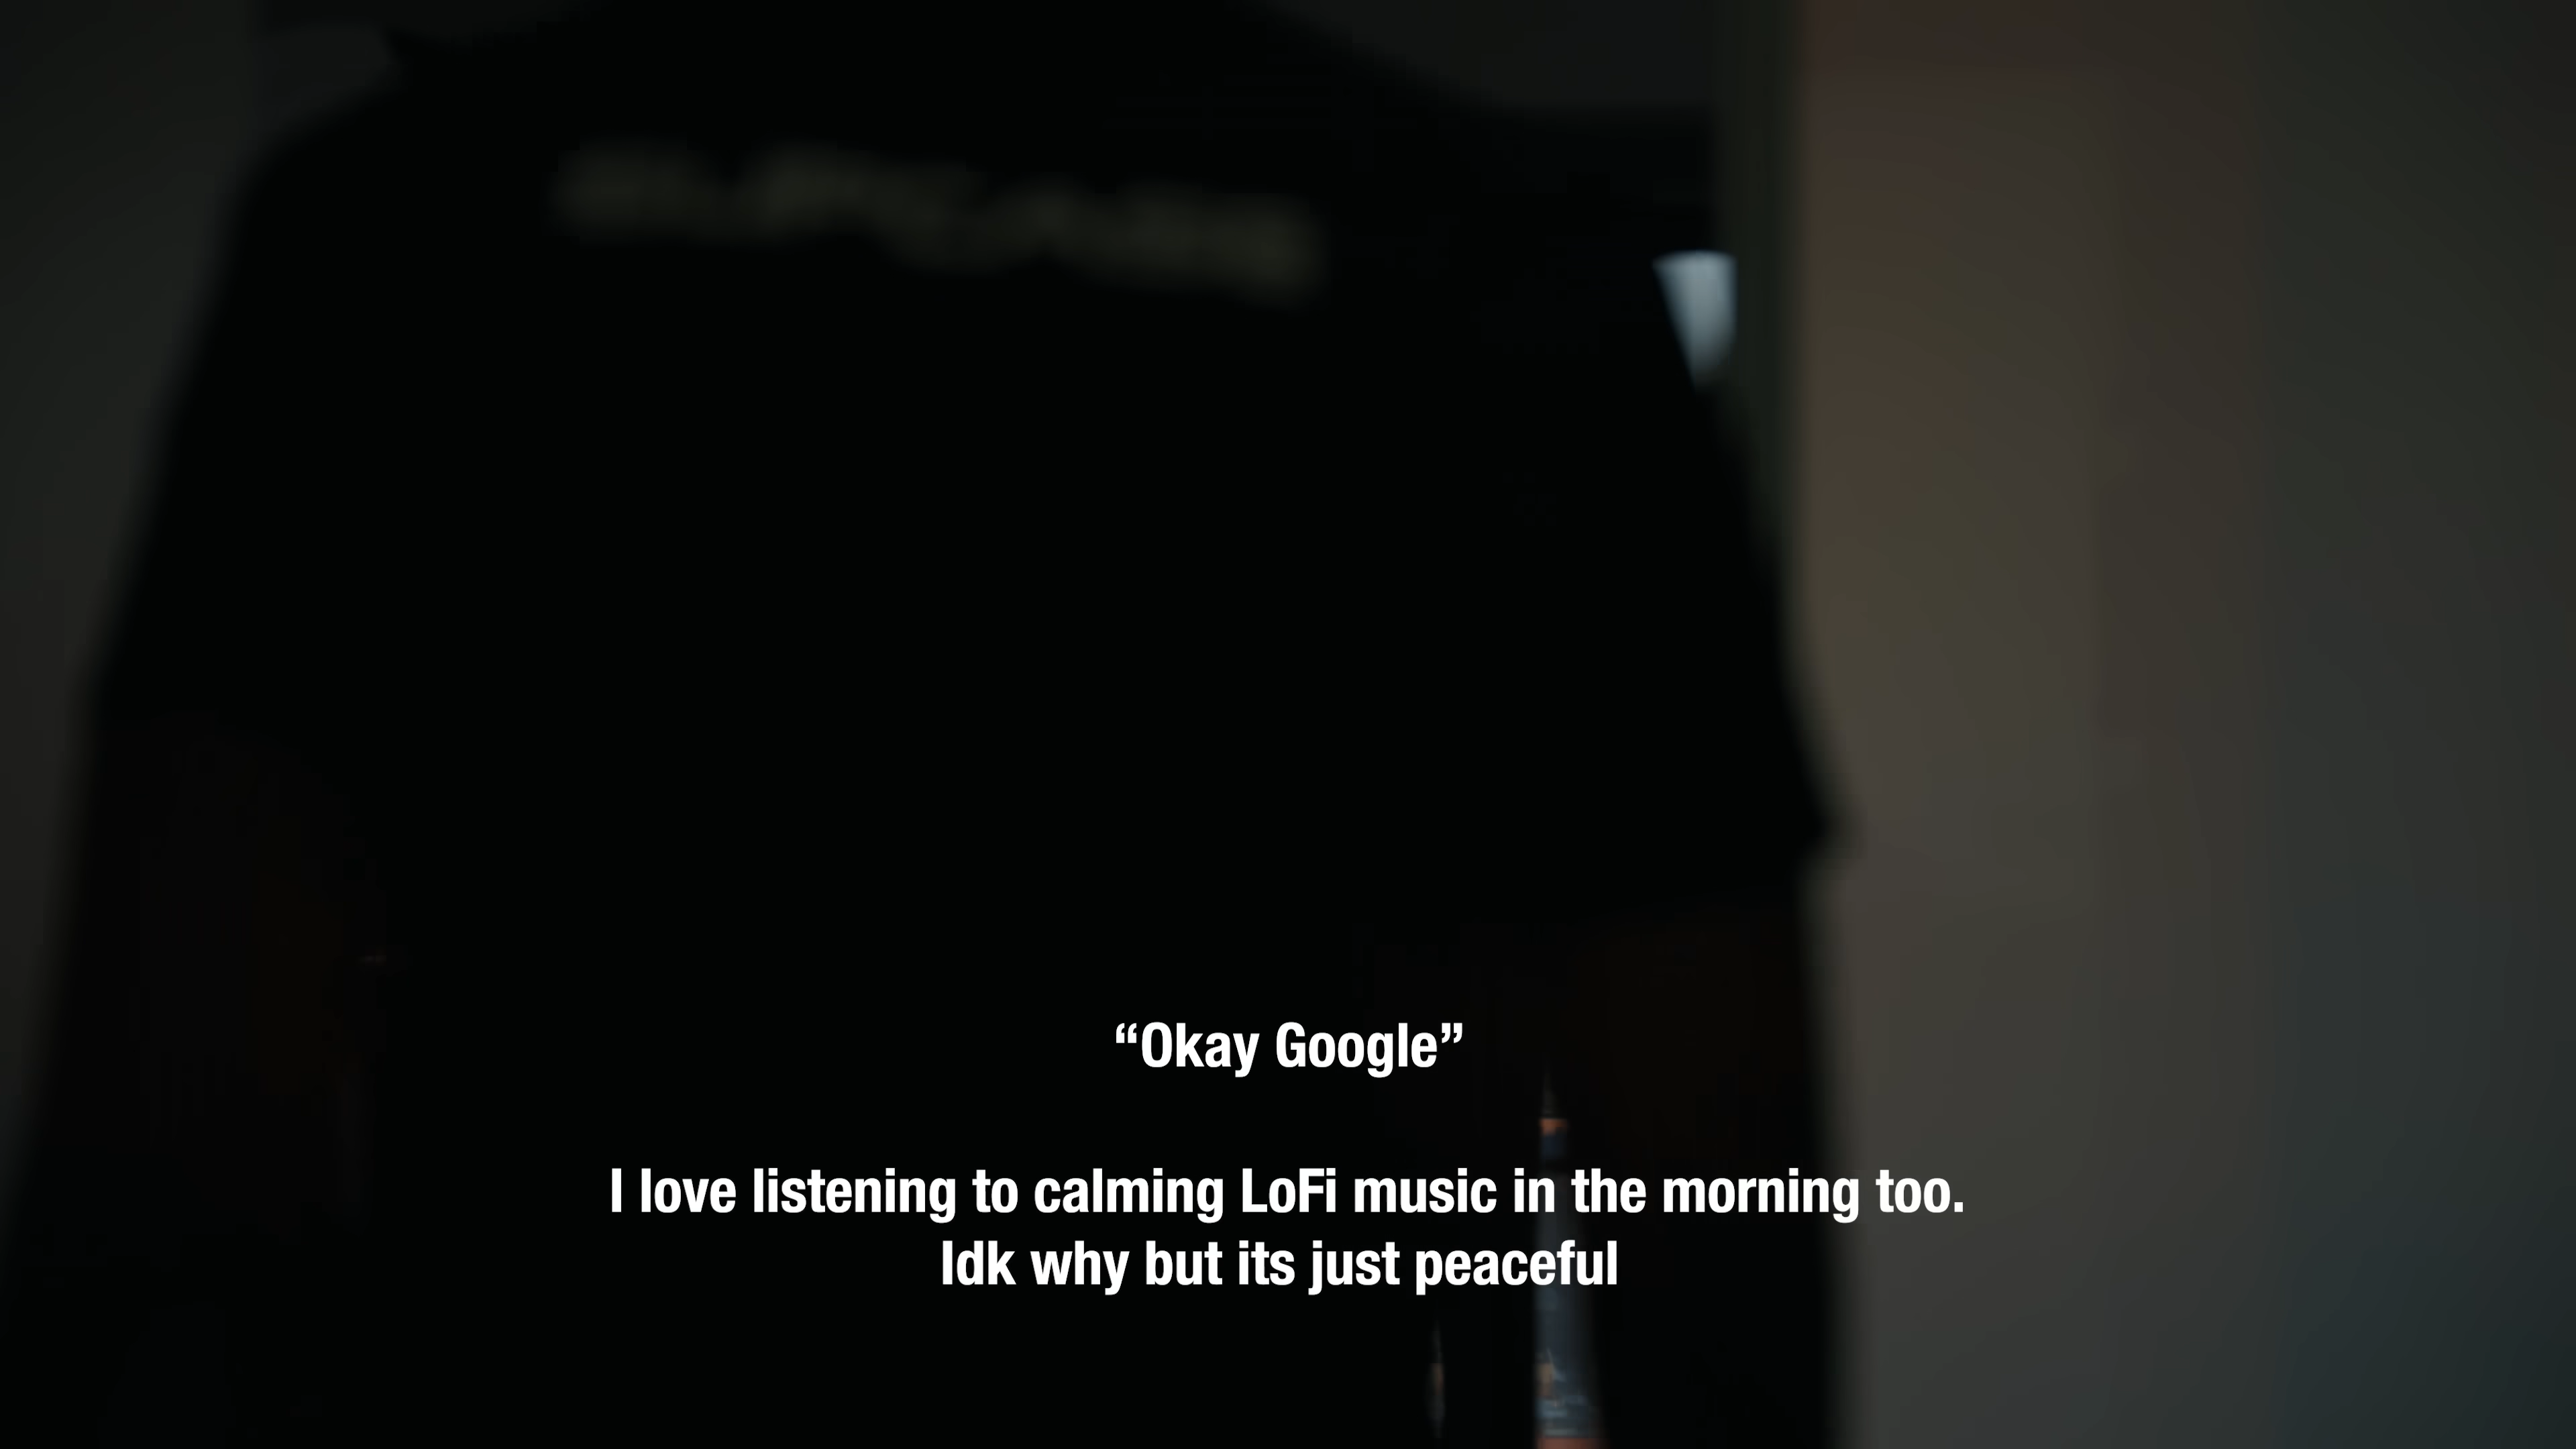 “Okay Google”
I love listening to calming LoFi music in the morning too.
Idk why but its just peaceful